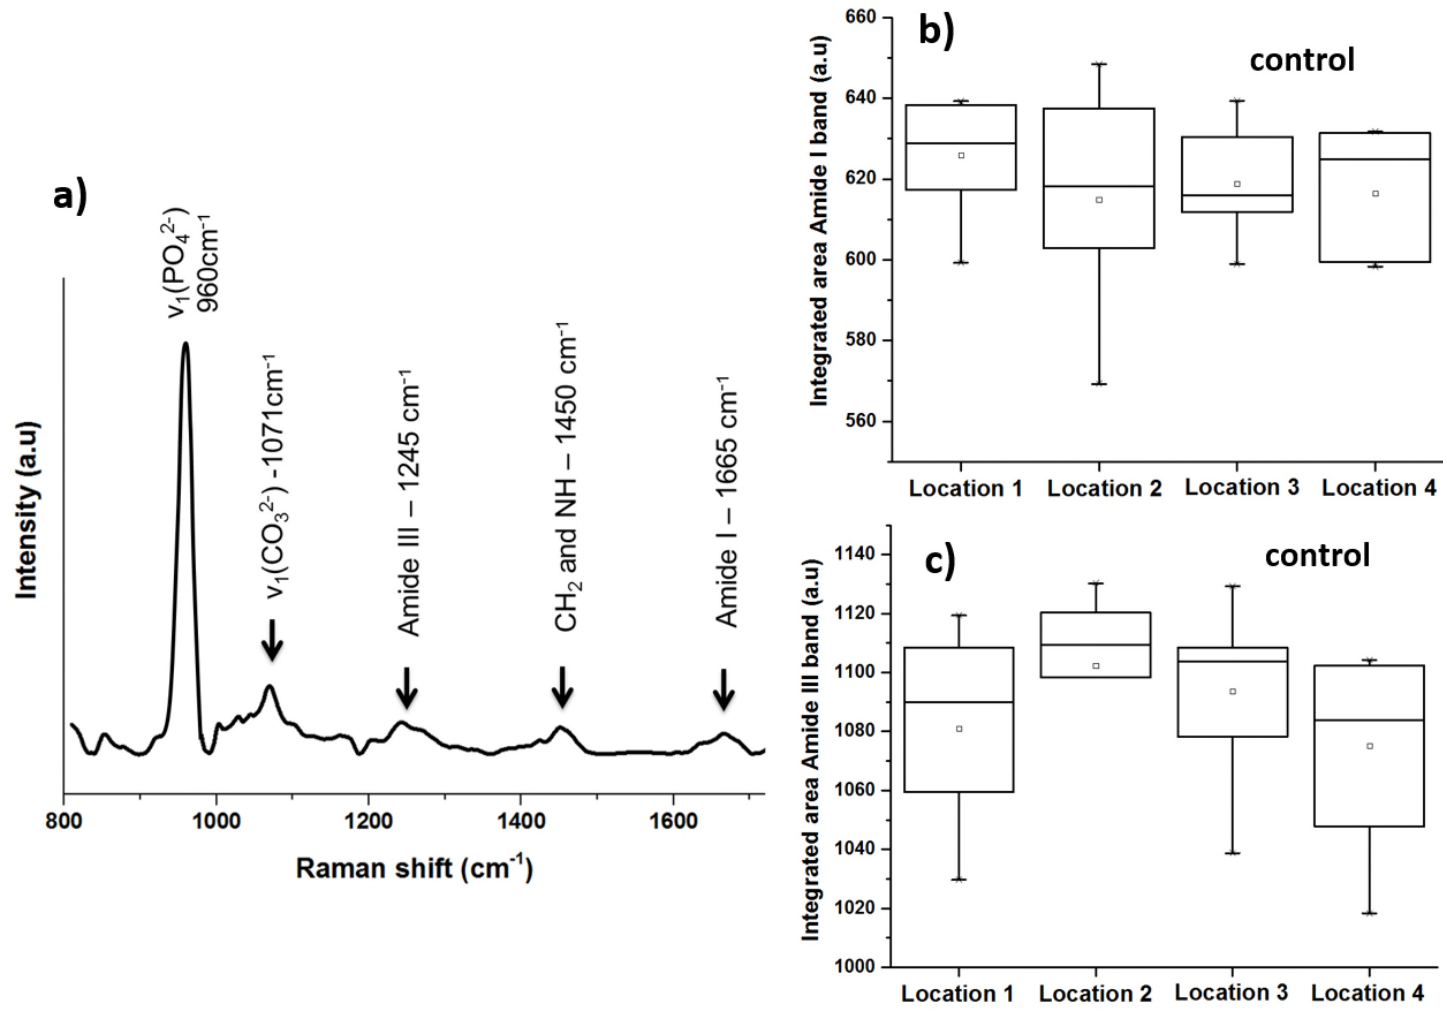 a)
Intensity (a.u)
ν₁(PO₄²⁻)
960cm⁻¹
ν₁(CO₃²⁻) -1071cm⁻¹
Amide III – 1245 cm⁻¹
CH₂ and NH – 1450 cm⁻¹
Amide I – 1665 cm⁻¹
800
1000
1200
1400
1600
Raman shift (cm⁻¹)
b)
control
Integrated area Amide I band (a.u)
660
640
620
600
580
560
Location 1
Location 2
Location 3
Location 4
c)
control
Integrated area Amide III band (a.u)
1140
1120
1100
1080
1060
1040
1020
1000
Location 1
Location 2
Location 3
Location 4